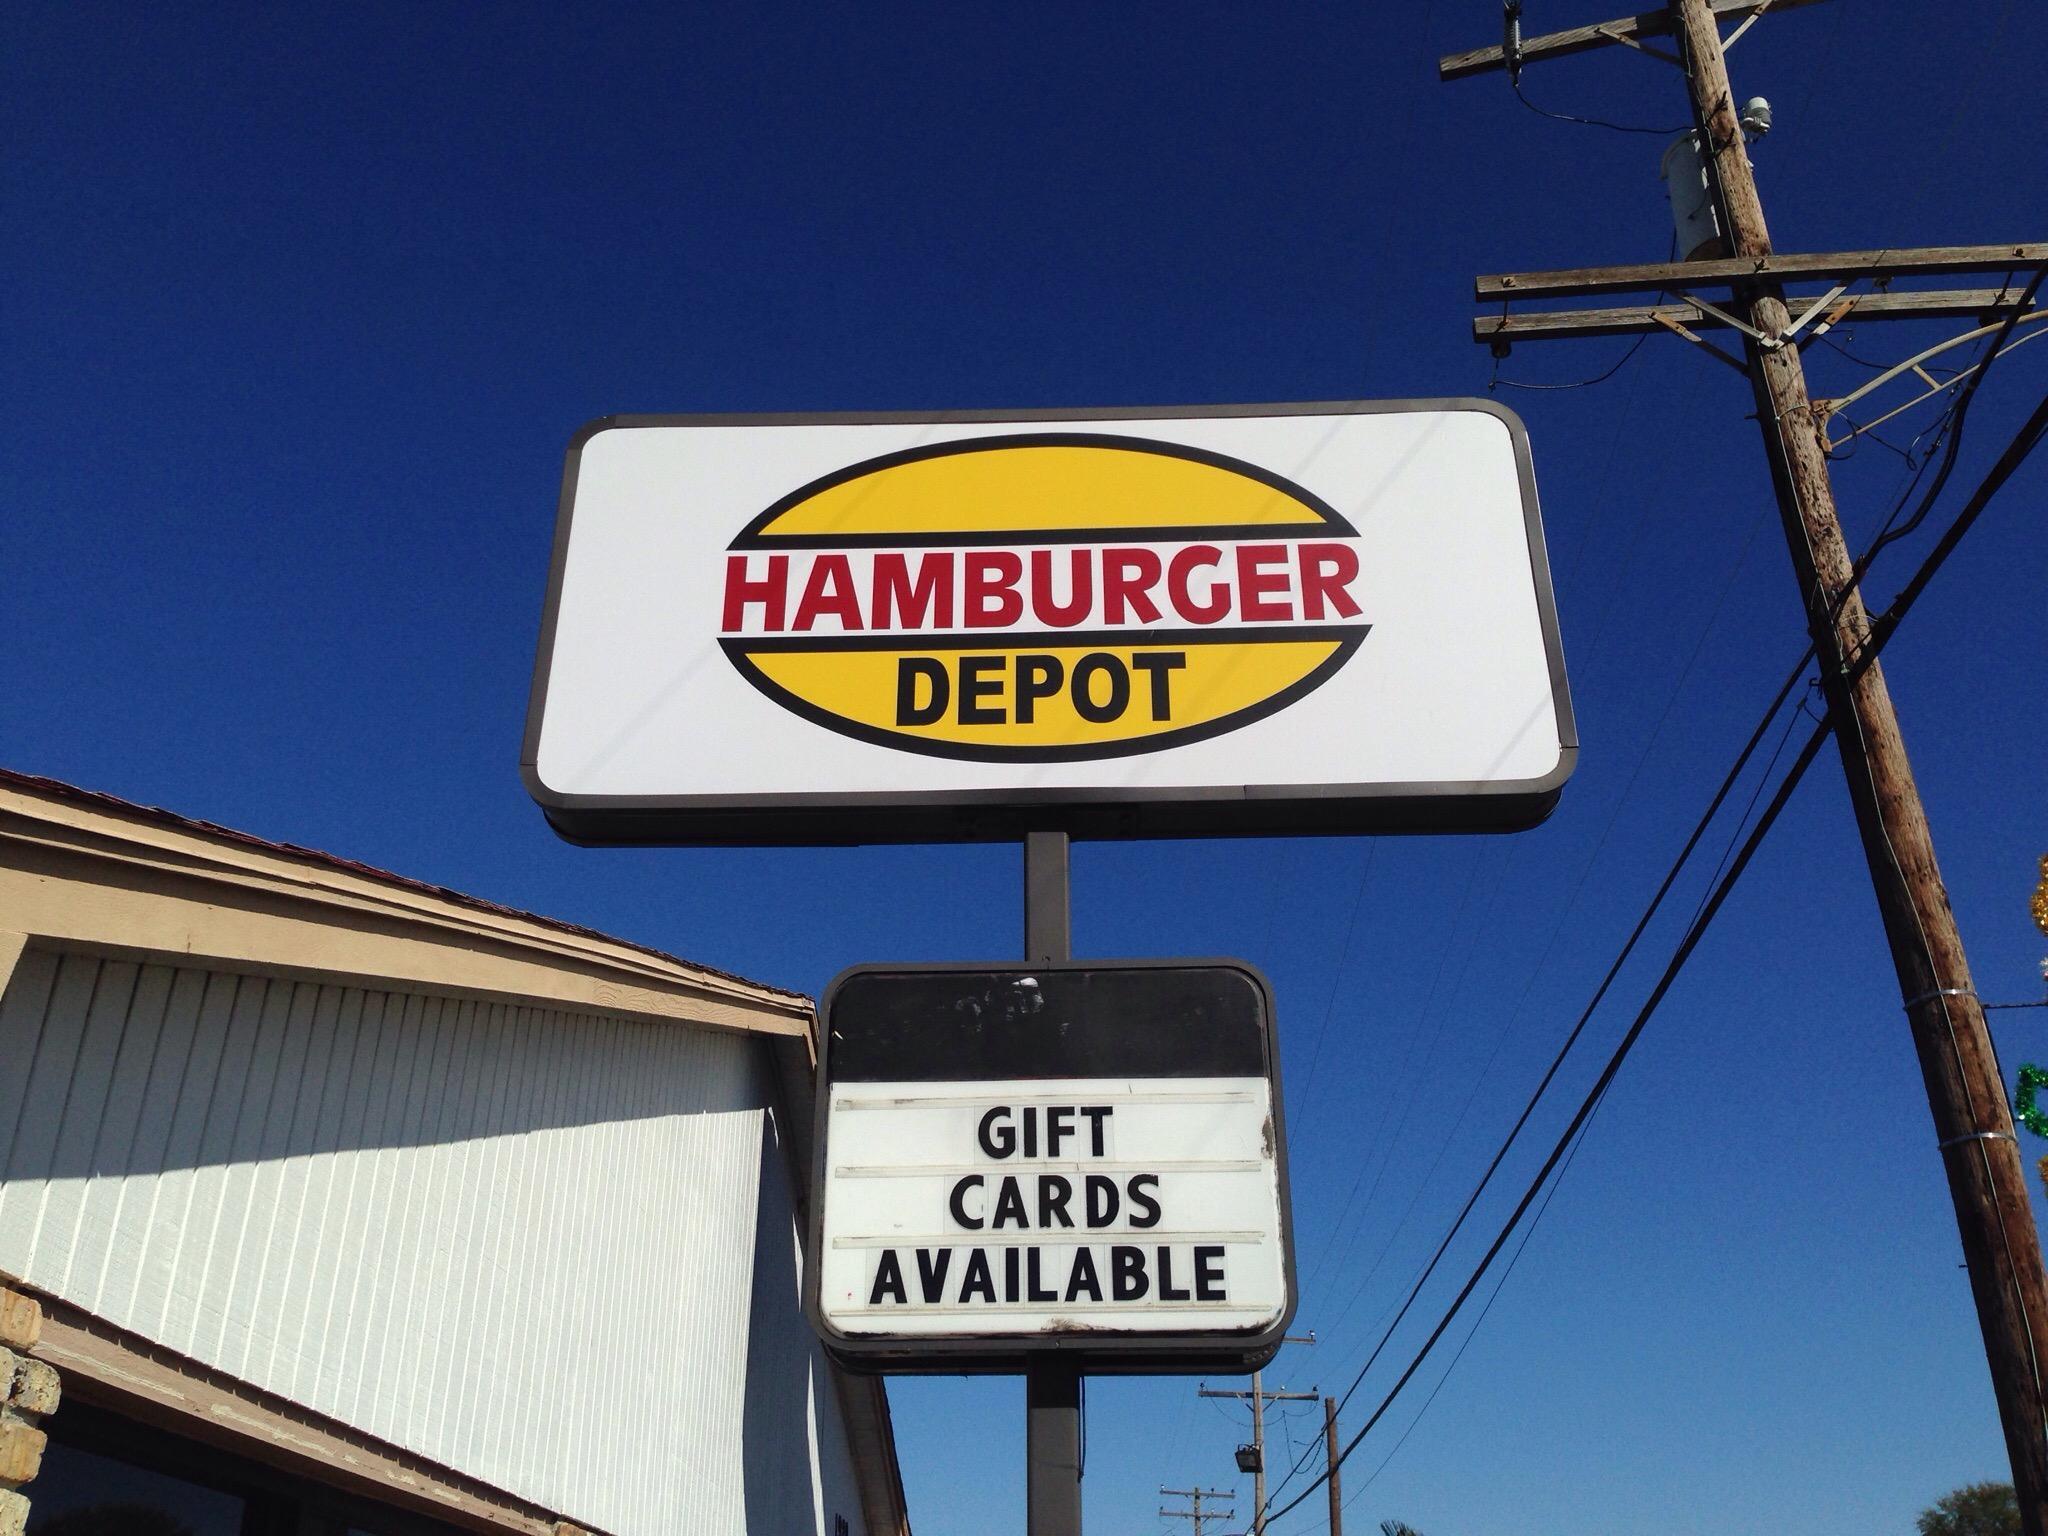 HAMBURGER
DEPOT
GIFT
CARDS
AVAILABLE